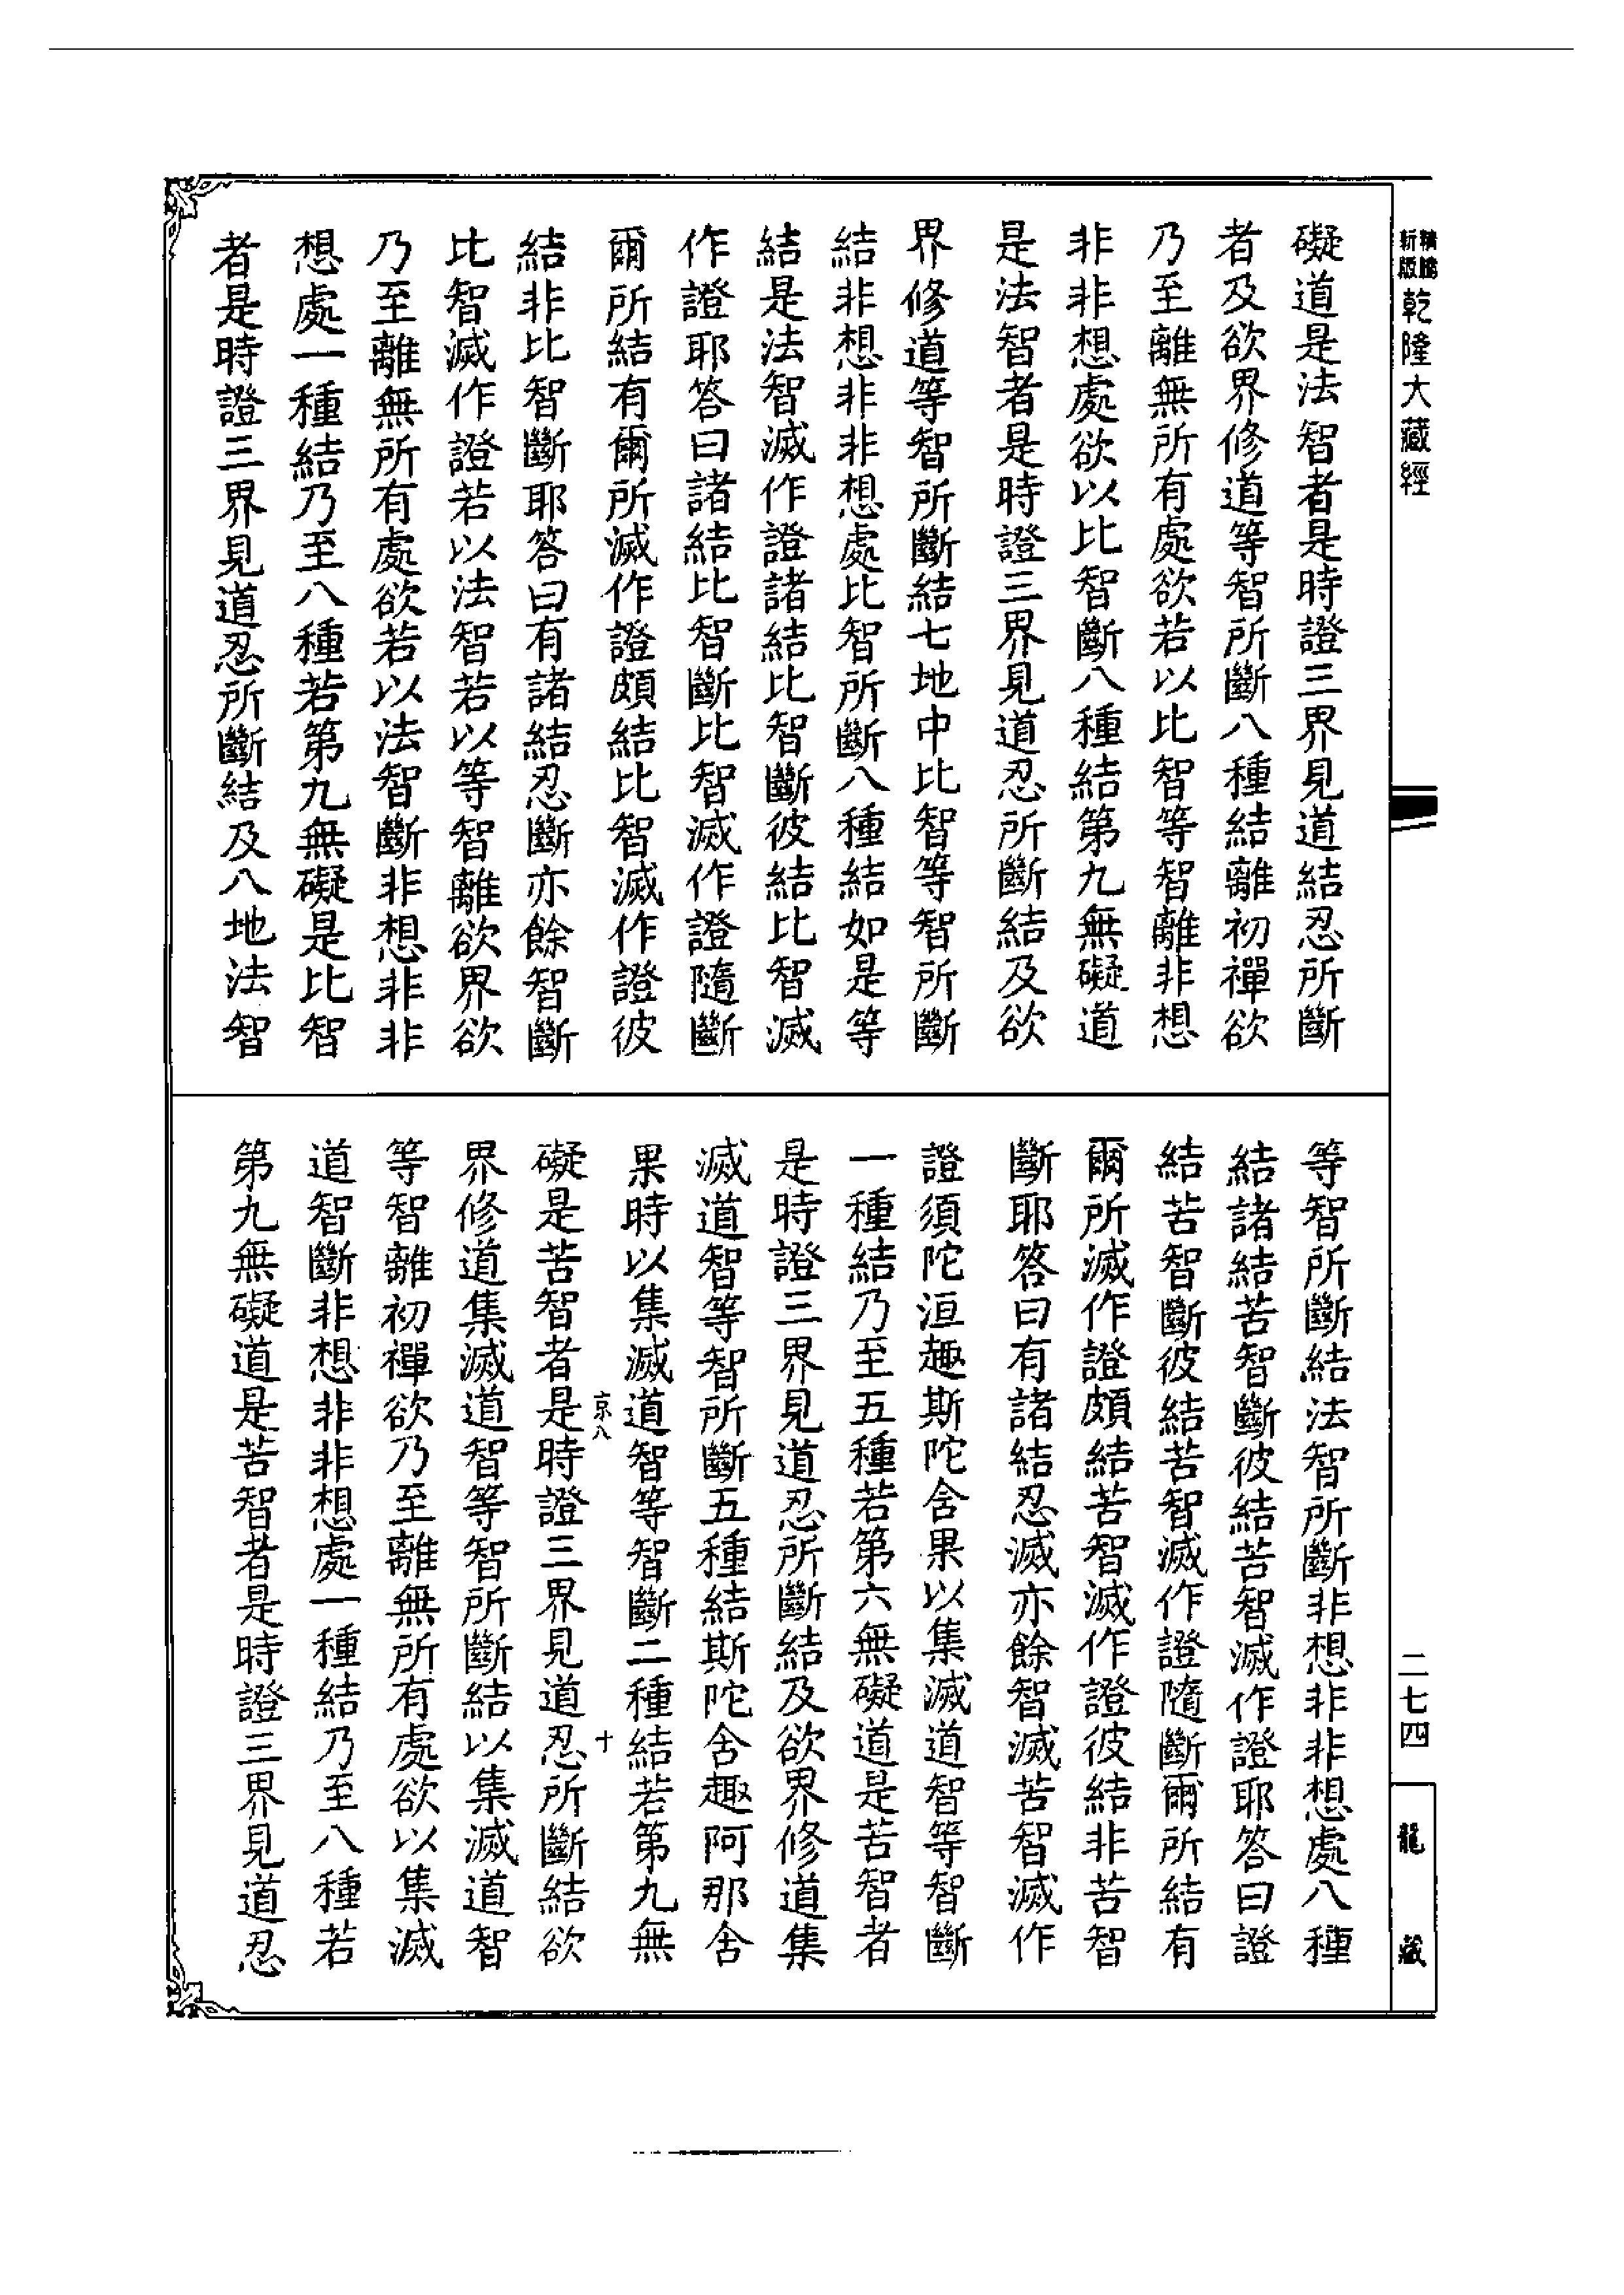 新版
精縮
乾隆大藏經
礙道是法智者是時證三界見道結忍所斷
者及欲界修道等智所斷八種結離初禪欲
乃至離無所有處欲若以比智等智離非想
非非想處欲以比智斷八種結第九無礙道
是法智者是時證三界見道忍所斷結及欲
界修道等智所斷結七地中比智等智所斷
結非想非非想處比智所斷八種結如是等
結是法智滅作證諸結比智斷彼結比智滅
作證耶答曰諸結比智斷比智滅作證隨斷
爾所結有爾所滅作證頗結比智滅作證彼
結非比智斷耶答曰有諸結忍斷亦餘智斷
比智滅作證若以法智若以等智離欲界欲
乃至離無所有處欲若以法智斷非想非非
想處一種結乃至八種若第九無礙是比智
者是時證三界見道忍所斷結及八地法智
等智所斷結法智所斷非想非非想處八種
結諸結苦智斷彼結苦智滅作證耶答曰證
結苦智斷彼結苦智滅作證隨斷爾所結有
爾所滅作證頗結苦智滅作證彼結非苦智
斷耶答曰有諸結忍滅亦餘智滅苦智滅作
證須陀洹趣斯陀含果以集滅道智等智斷
一種結乃至五種若第六無礙道是苦智者
是時證三界見道忍所斷結及欲界修道集
滅道智等智所斷五種結斯陀含趣阿那含
果時以集滅道智等智斷二種結若第九無
京八
十
礙是苦智者是時證三界見道忍所斷結欲
界修道集滅道智等智所斷結以集滅道智
等智離初禪欲乃至離無所有處欲以集滅
道智斷非想非非想處一種結乃至八種若
第九無礙道是苦智者是時證三界見道忍
二七四
龍藏